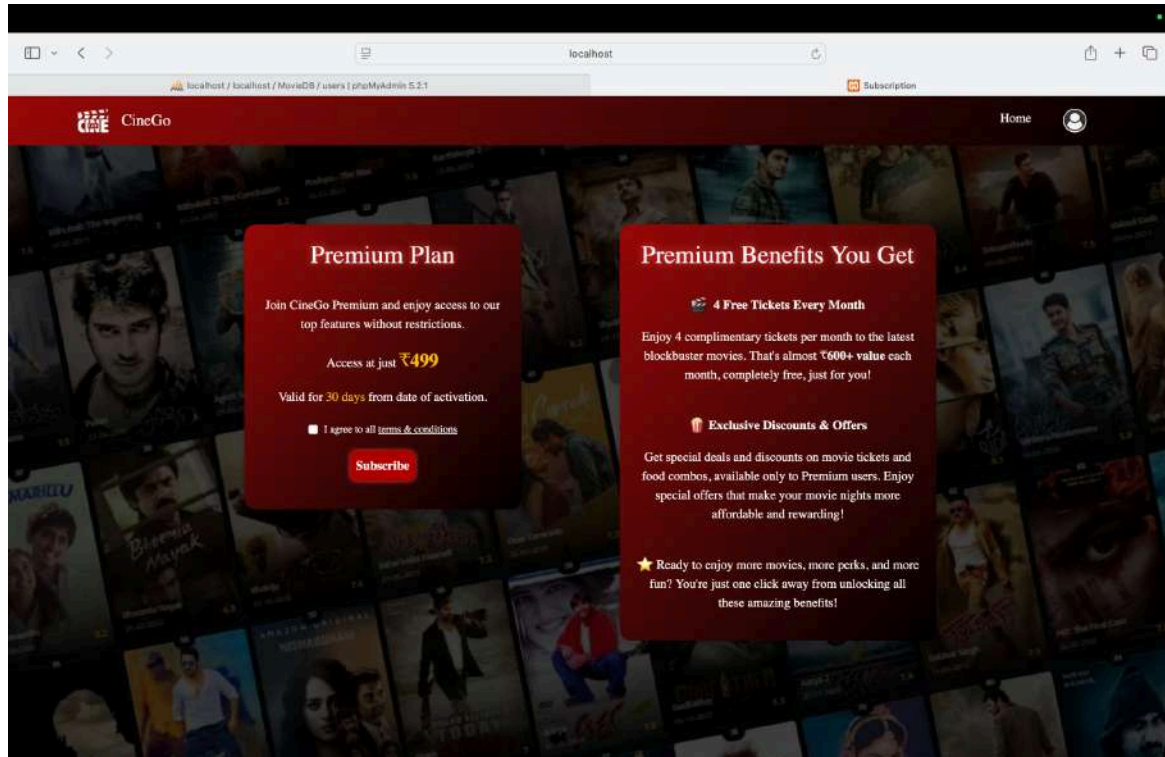 localhost
localhost / localhost / MovieDB / users | phpMyAdmin 5.2.1
Subscription
CINE
CineGo
Home
Premium Plan
Join CineGo Premium and enjoy access to our
top features without restrictions.
Access at just ₹499
Valid for 30 days from date of activation.
I agree to all terms & conditions
Subscribe
Premium Benefits You Get
🎬 4 Free Tickets Every Month
Enjoy 4 complimentary tickets per month to the latest
blockbuster movies. That's almost ₹600+ value each
month, completely free, just for you!
🍿 Exclusive Discounts & Offers
Get special deals and discounts on movie tickets and
food combos, available only to Premium users. Enjoy
special offers that make your movie nights more
affordable and rewarding!
⭐ Ready to enjoy more movies, more perks, and more
fun? You're just one click away from unlocking all
these amazing benefits!